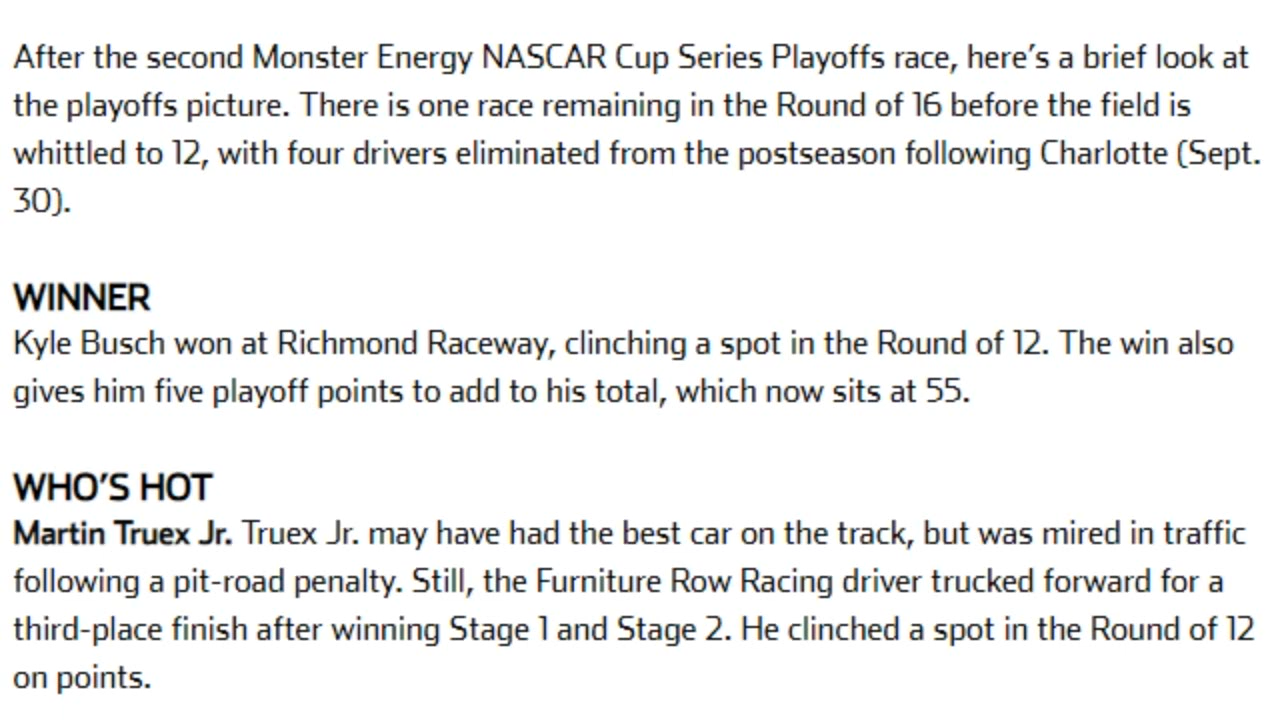 After the second Monster Energy NASCAR Cup Series Playoffs race, here’s a brief look at
the playoffs picture. There is one race remaining in the Round of 16 before the field is
whittled to 12, with four drivers eliminated from the postseason following Charlotte (Sept.
30).
WINNER
Kyle Busch won at Richmond Raceway, clinching a spot in the Round of 12. The win also
gives him five playoff points to add to his total, which now sits at 55.
WHO’S HOT
Martin Truex Jr. Truex Jr. may have had the best car on the track, but was mired in traffic
following a pit-road penalty. Still, the Furniture Row Racing driver trucked forward for a
third-place finish after winning Stage 1 and Stage 2. He clinched a spot in the Round of 12
on points.